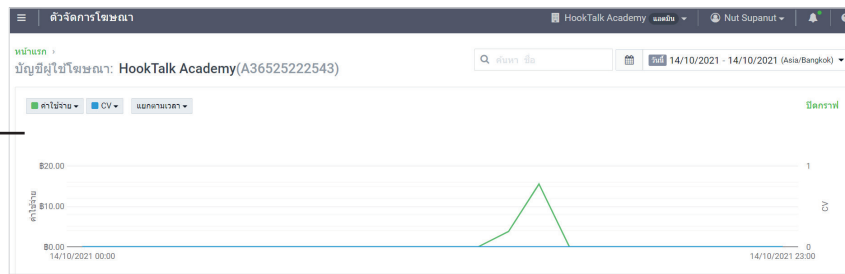 ตัวจัดการโฆษณา
HookTalk Academy แอดมิน
Nut Supanut
หน้าแรก ›
บัญชีผู้ใช้โฆษณา: HookTalk Academy(A36525222543)
ค้นหา ชื่อ
วันนี้ 14/10/2021 - 14/10/2021 (Asia/Bangkok)
ค่าใช้จ่าย
CV
แยกตามเวลา
ปิดกราฟ
฿20.00
1
฿10.00
ค่าใช้จ่าย
CV
฿0.00
0
14/10/2021 00:00
14/10/2021 23:00